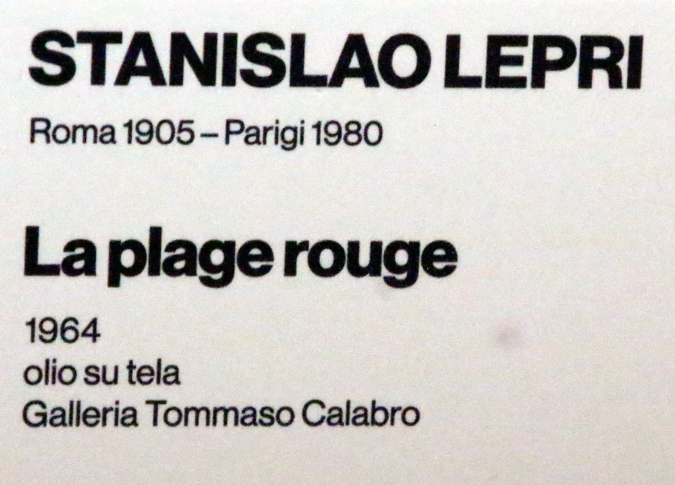 STANISLAO LEPRI
Roma 1905 – Parigi 1980
La plage rouge
1964
olio su tela
Galleria Tommaso Calabro